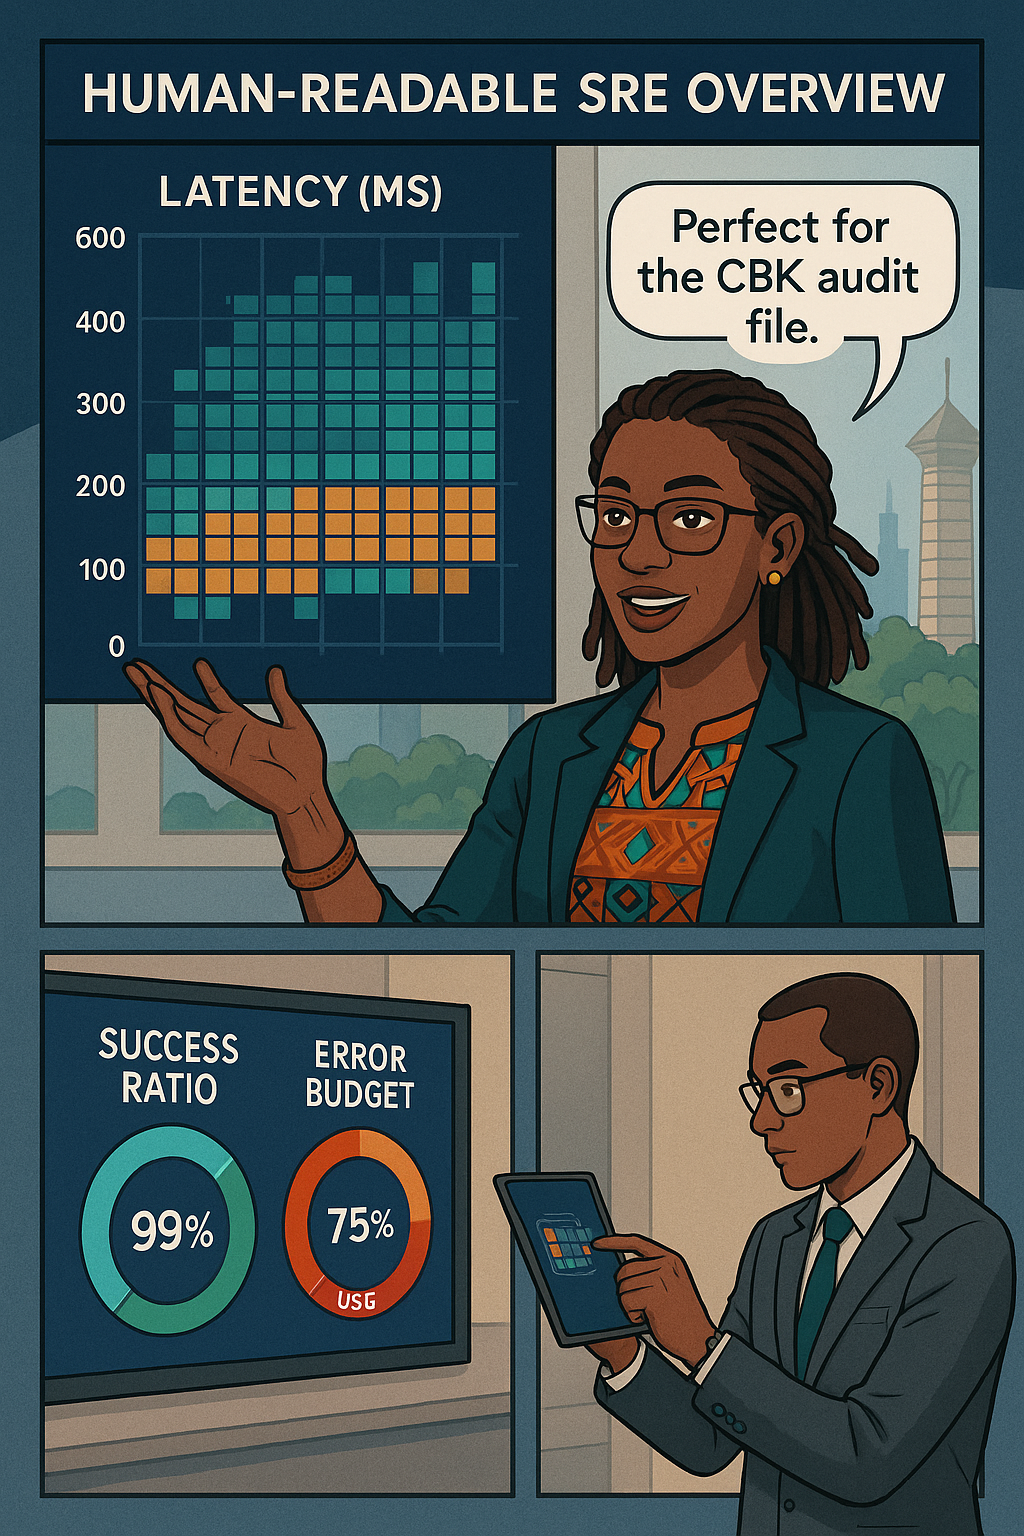 HUMAN-READABLE SRE OVERVIEW
LATENCY (MS)
600
400
300
200
100
0
Perfect for
the CBK audit
file.
SUCCESS
RATIO
99%
ERROR
BUDGET
75%
USG